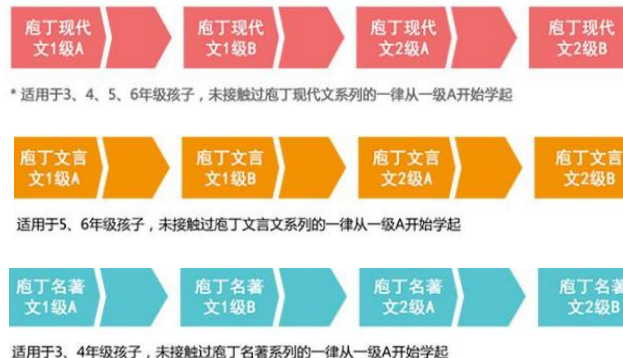 庖丁现代 庖丁现代 庖丁现代 庖丁现代
文1级A 文1级B 文2级A 文2级B
* 适用于3、4、5、6年级孩子，未接触过庖丁现代文系列的一律从一级A开始学起
庖丁文言 庖丁文言 庖丁文言 庖丁文言
文1级A 文1级B 文2级A 文2级B
适用于5、6年级孩子，未接触过庖丁文言文系列的一律从一级A开始学起
庖丁名著 庖丁名著 庖丁名著 庖丁名著
文1级A 文1级B 文2级A 文2级B
适用于3、4年级孩子，未接触过庖丁名著系列的一律从一级A开始学起